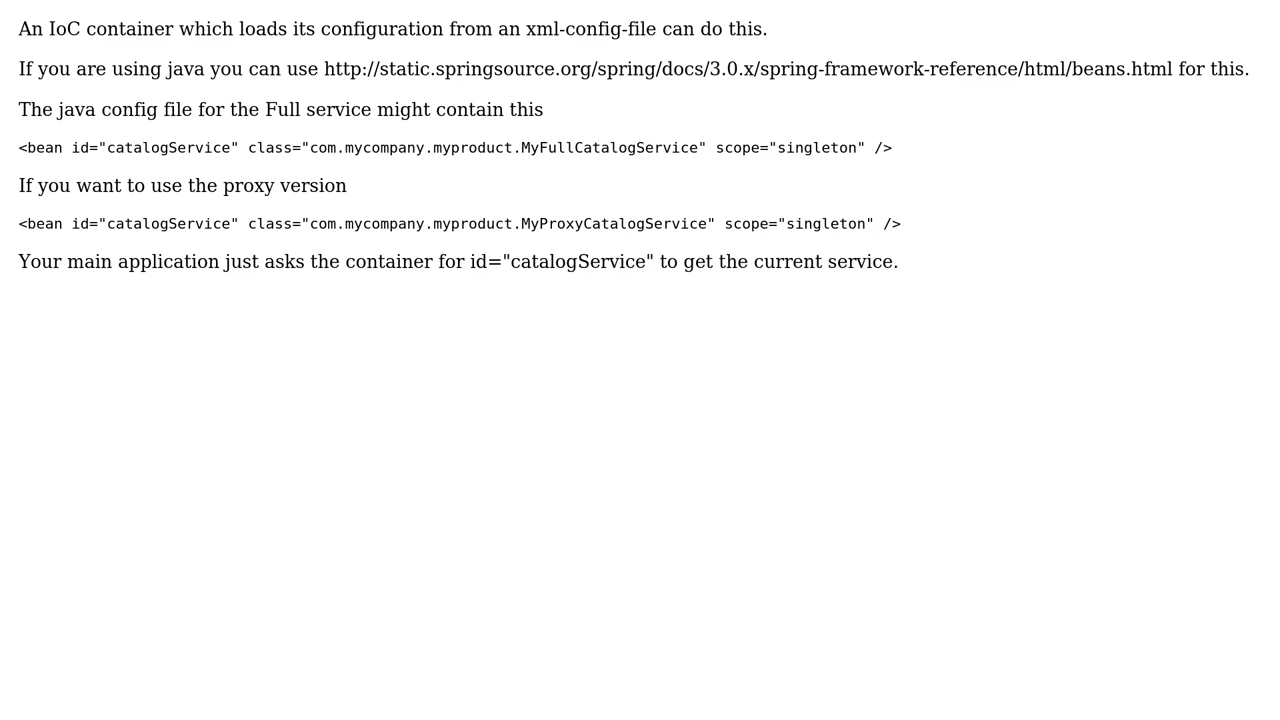 An IoC container which loads its configuration from an xml-config-file can do this.
If you are using java you can use http://static.springsource.org/spring/docs/3.0.x/spring-framework-reference/html/beans.html for this.
The java config file for the Full service might contain this
<bean id="catalogService" class="com.mycompany.myproduct.MyFullCatalogService" scope="singleton" />
If you want to use the proxy version
<bean id="catalogService" class="com.mycompany.myproduct.MyProxyCatalogService" scope="singleton" />
Your main application just asks the container for id="catalogService" to get the current service.